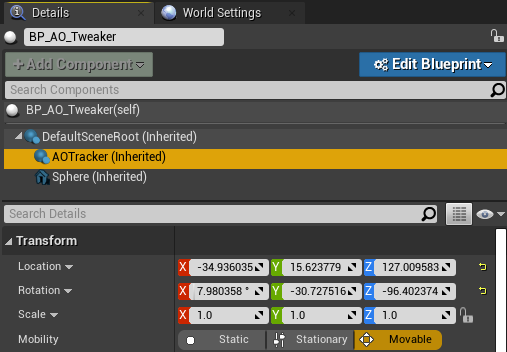 Details
World Settings
BP_AO_Tweaker
Add Component
Edit Blueprint
Search Components
BP_AO_Tweaker(self)
DefaultSceneRoot (Inherited)
AOTracker (Inherited)
Sphere (Inherited)
Search Details
Transform
Location X -34.936035 Y 15.623779 Z 127.009583
Rotation X 7.980358 ° Y -30.727516 Z -96.402374
Scale X 1.0 Y 1.0 Z 1.0
Mobility Static Stationary Movable